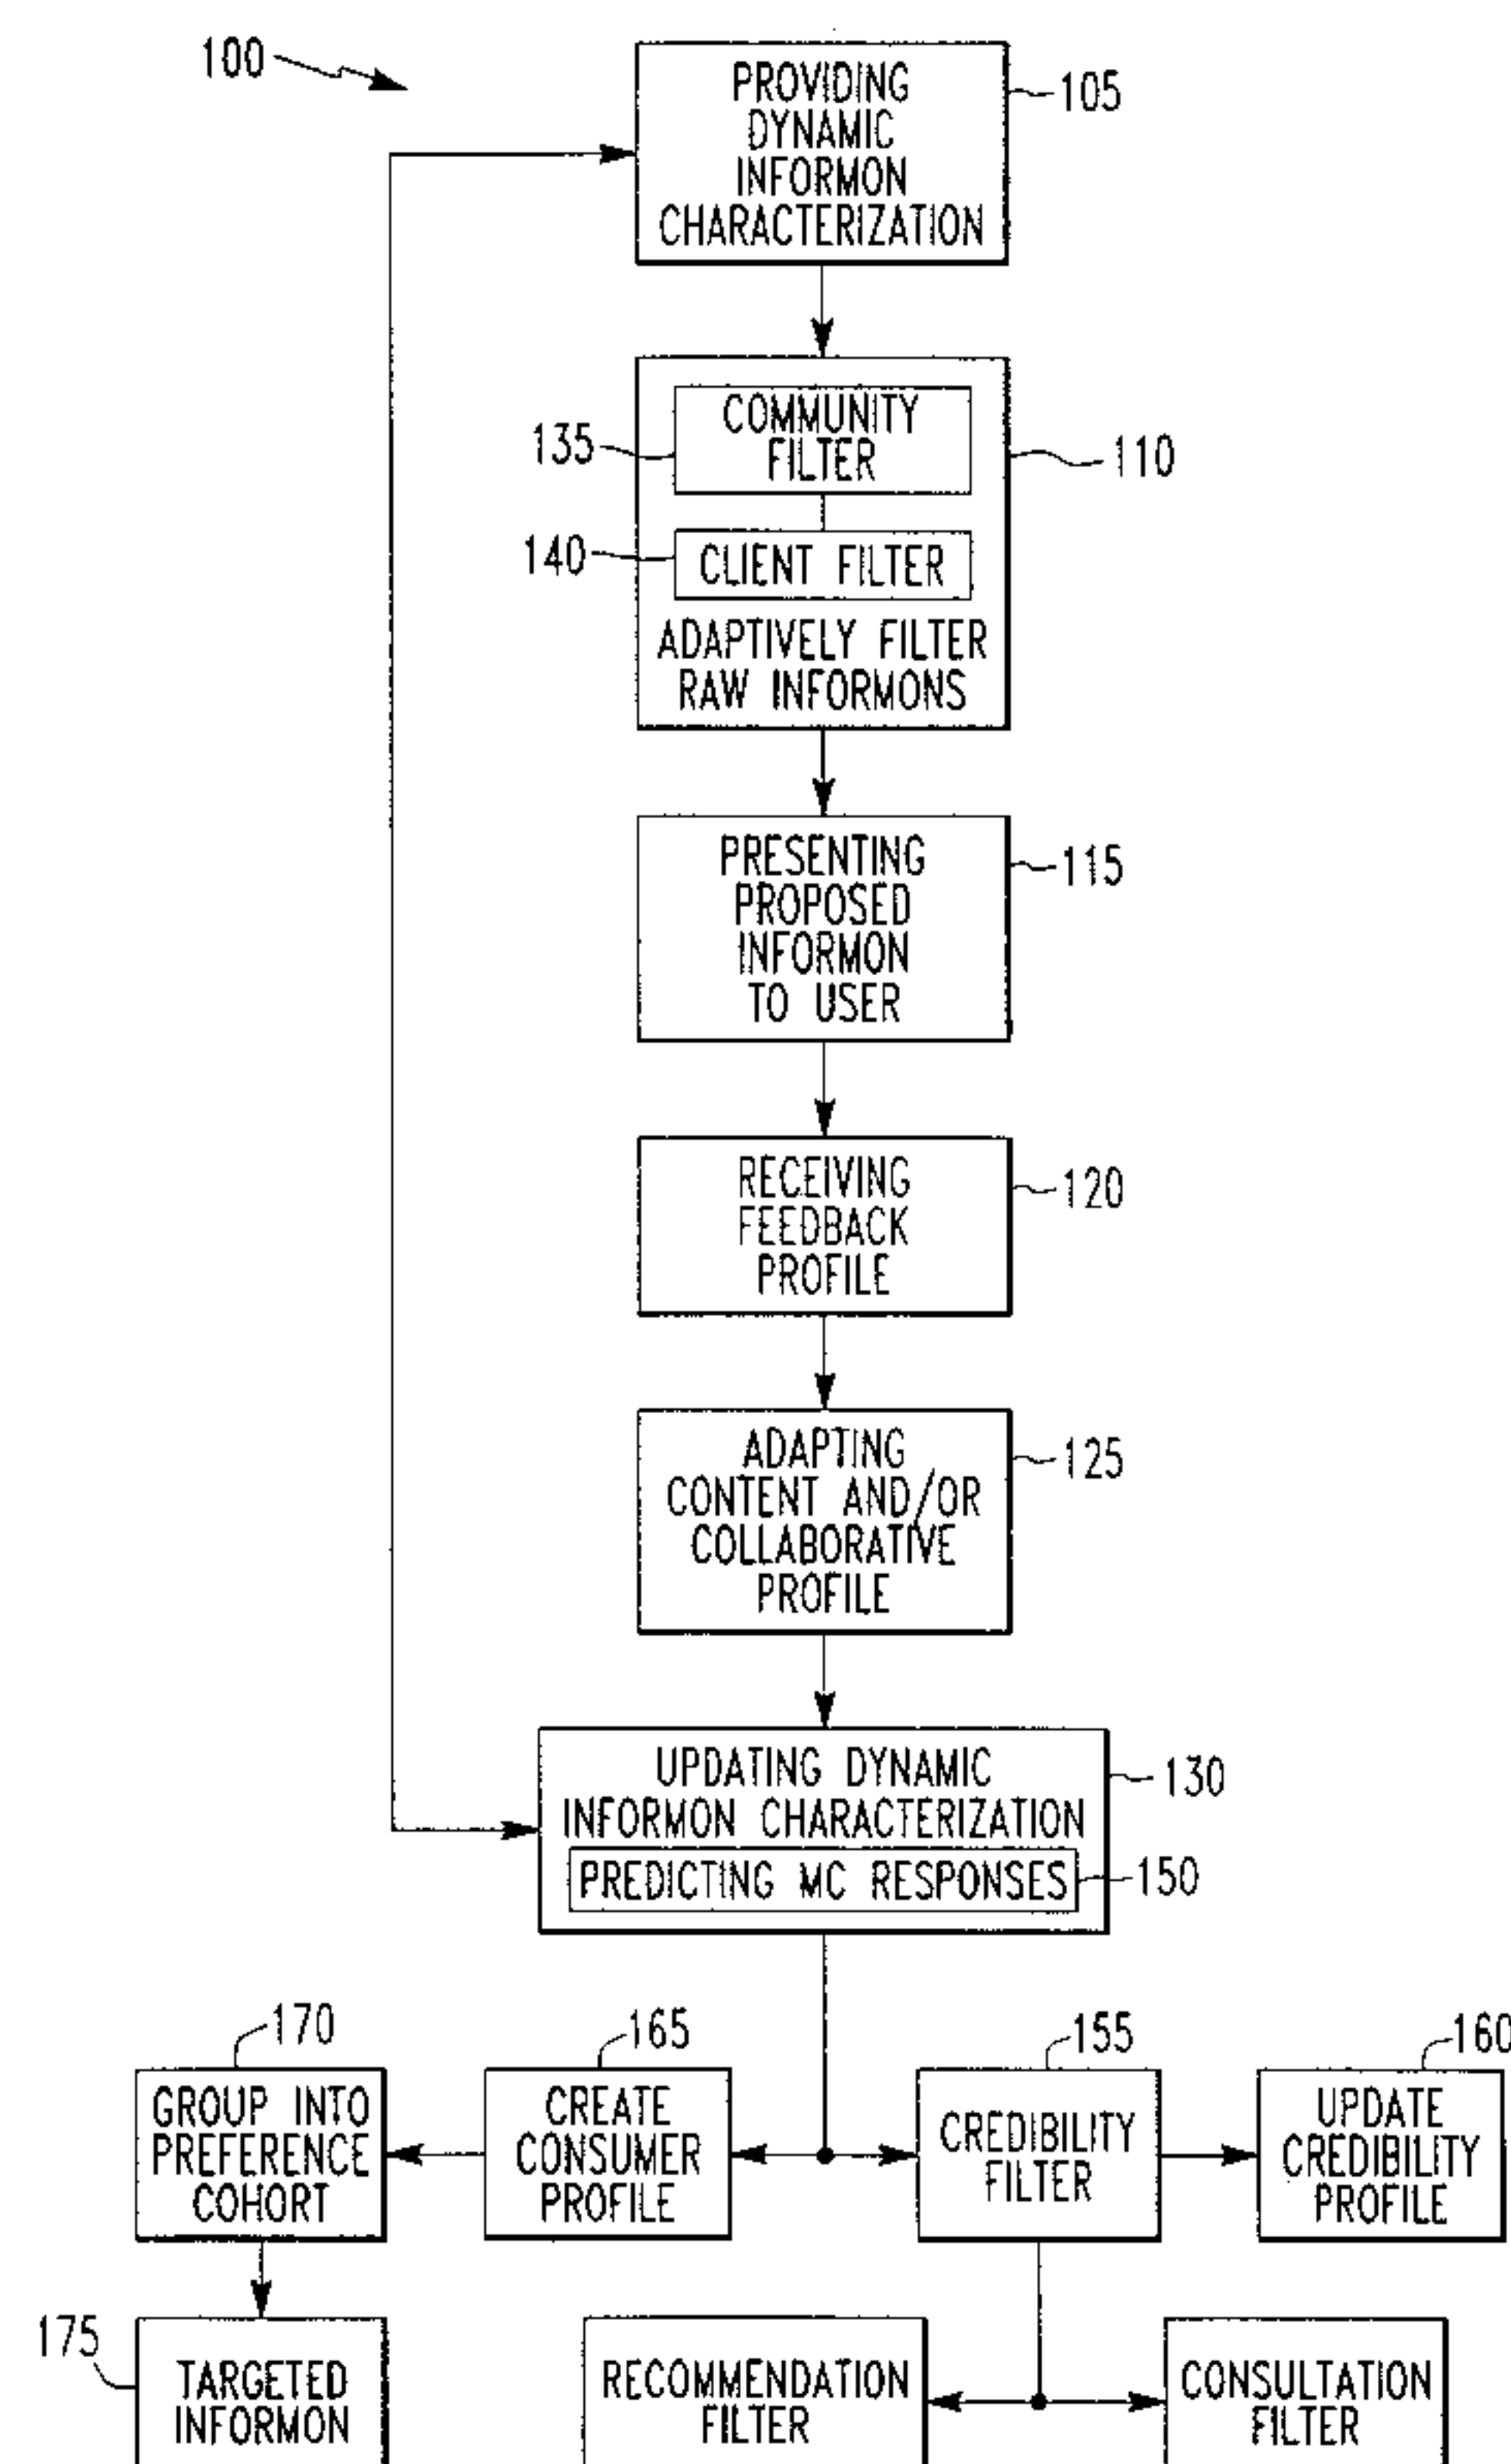 100
PROVIDING
DYNAMIC
INFORMON
CHARACTERIZATION
105
COMMUNITY
FILTER
135
110
140
CLIENT FILTER
ADAPTIVELY FILTER
RAW INFORMONS
PRESENTING
PROPOSED
INFORMON
TO USER
115
RECEIVING
FEEDBACK
PROFILE
120
ADAPTING
CONTENT AND/OR
COLLABORATIVE
PROFILE
125
UPDATING DYNAMIC
INFORMON CHARACTERIZATION
130
PREDICTING MC RESPONSES
150
170
165
155
160
GROUP INTO
PREFERENCE
COHORT
CREATE
CONSUMER
PROFILE
CREDIBILITY
FILTER
UPDATE
CREDIBILITY
PROFILE
175
TARGETED
INFORMON
RECOMMENDATION
FILTER
CONSULTATION
FILTER